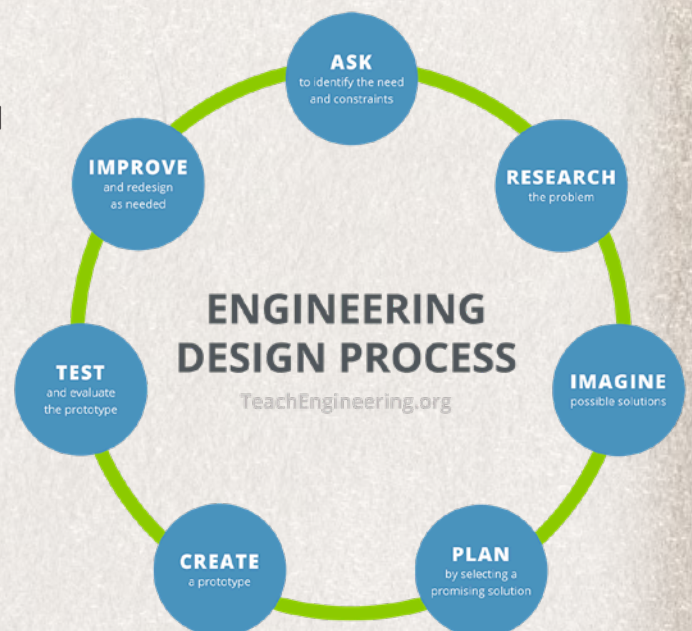 ASK
to identify the need
and constraints
RESEARCH
the problem
IMAGINE
possible solutions
PLAN
by selecting a
promising solution
CREATE
a prototype
TEST
and evaluate
the prototype
IMPROVE
and redesign
as needed
ENGINEERING
DESIGN PROCESS
TeachEngineering.org